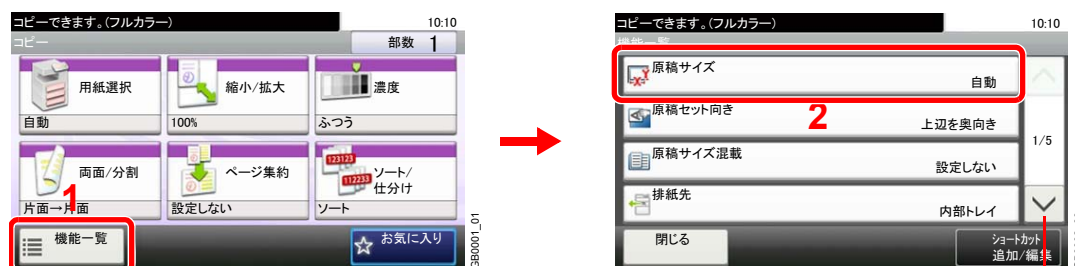 コピーできます。(フルカラー)
10:10
コピー
部数 1
用紙選択
自動
縮小/拡大
100%
濃度
ふつう
両面/分割
片面→片面
ページ集約
設定しない
123123
112233
ソート/
仕分け
ソート
1
機能一覧
お気に入り
GB0001_01
コピーできます。(フルカラー)
10:10
機能一覧
原稿サイズ
自動
原稿セット向き
上辺を奥向き
2
原稿サイズ混載
設定しない
排紙先
内部トレイ
1/5
閉じる
ショートカット
追加/編集